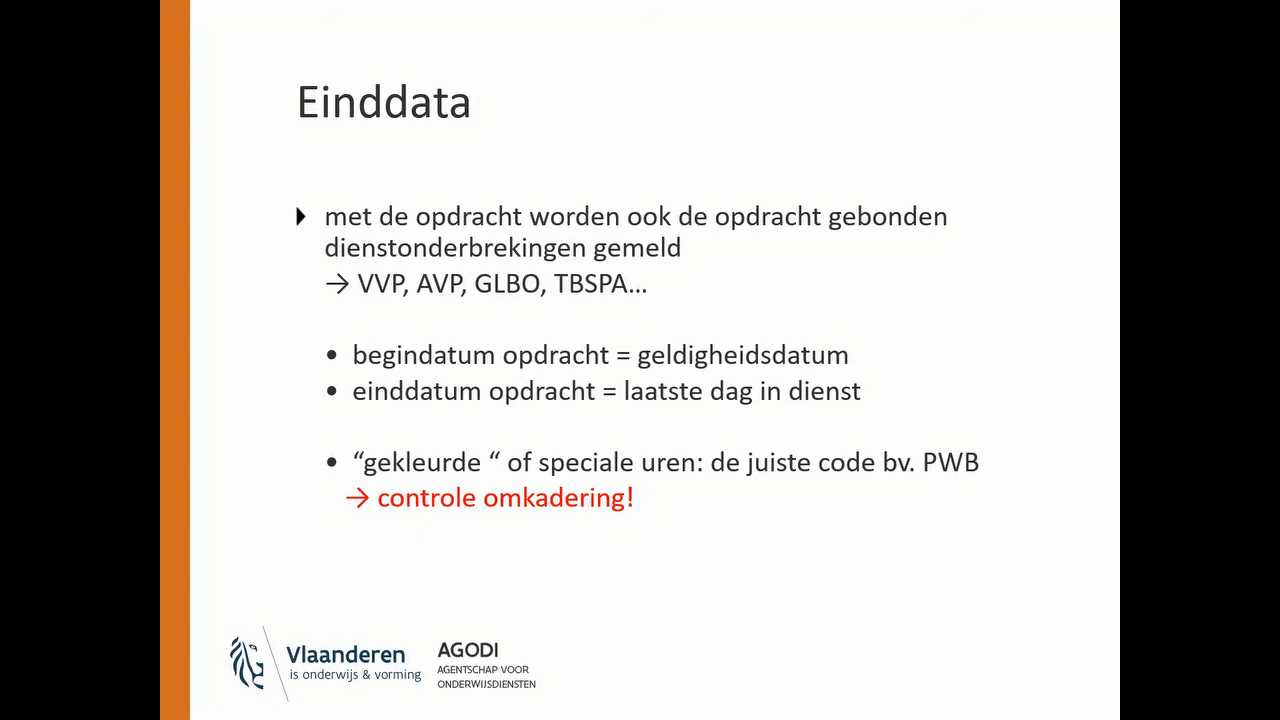 Einddata
met de opdracht worden ook de opdracht gebonden
dienstonderbrekingen gemeld
→ VVP, AVP, GLBO, TBSPA…
• begindatum opdracht = geldigheidsdatum
• einddatum opdracht = laatste dag in dienst
• “gekleurde “ of speciale uren: de juiste code bv. PWB
→ controle omkadering!
Vlaanderen
is onderwijs & vorming
AGODI
AGENTSCHAP VOOR
ONDERWIJSDIENSTEN